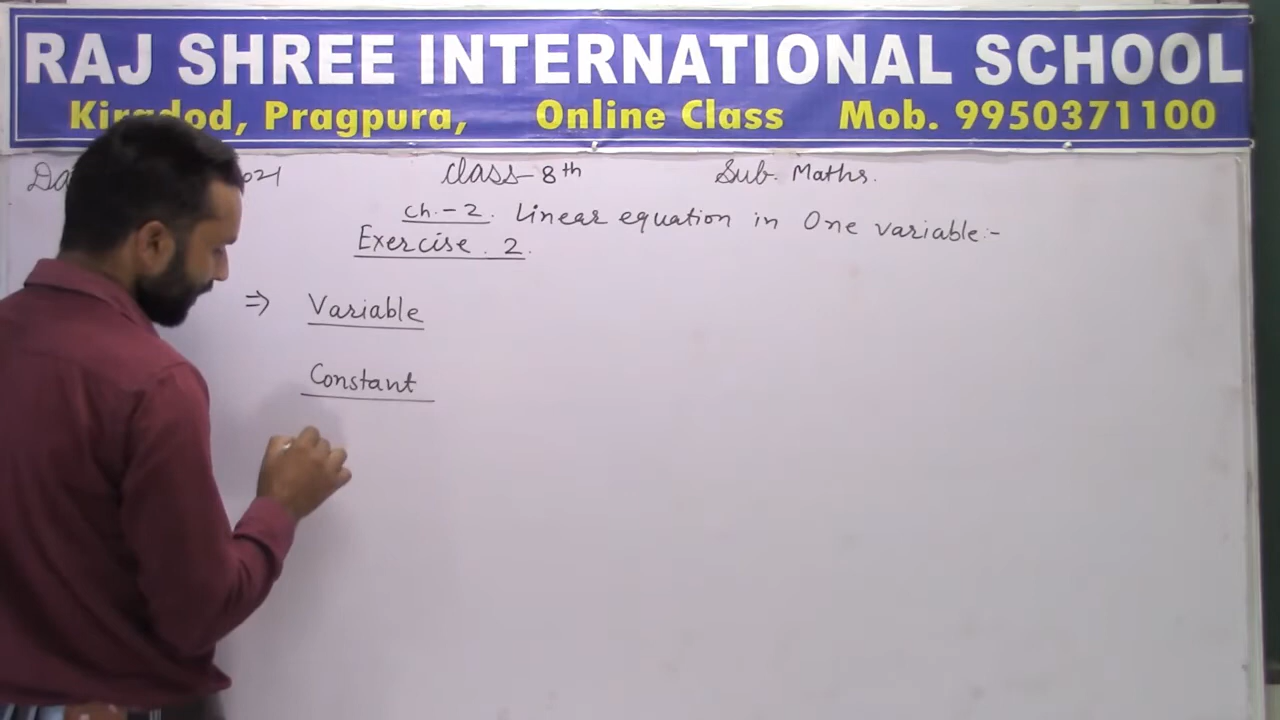 RAJ SHREE INTERNATIONAL SCHOOL
Pragpura, Online Class Mob. 9950371100
Class- 8th Sub. Maths.
Ch.-2. Linear equation in One variable:-
Exercise. 2.
⇒ Variable
Constant